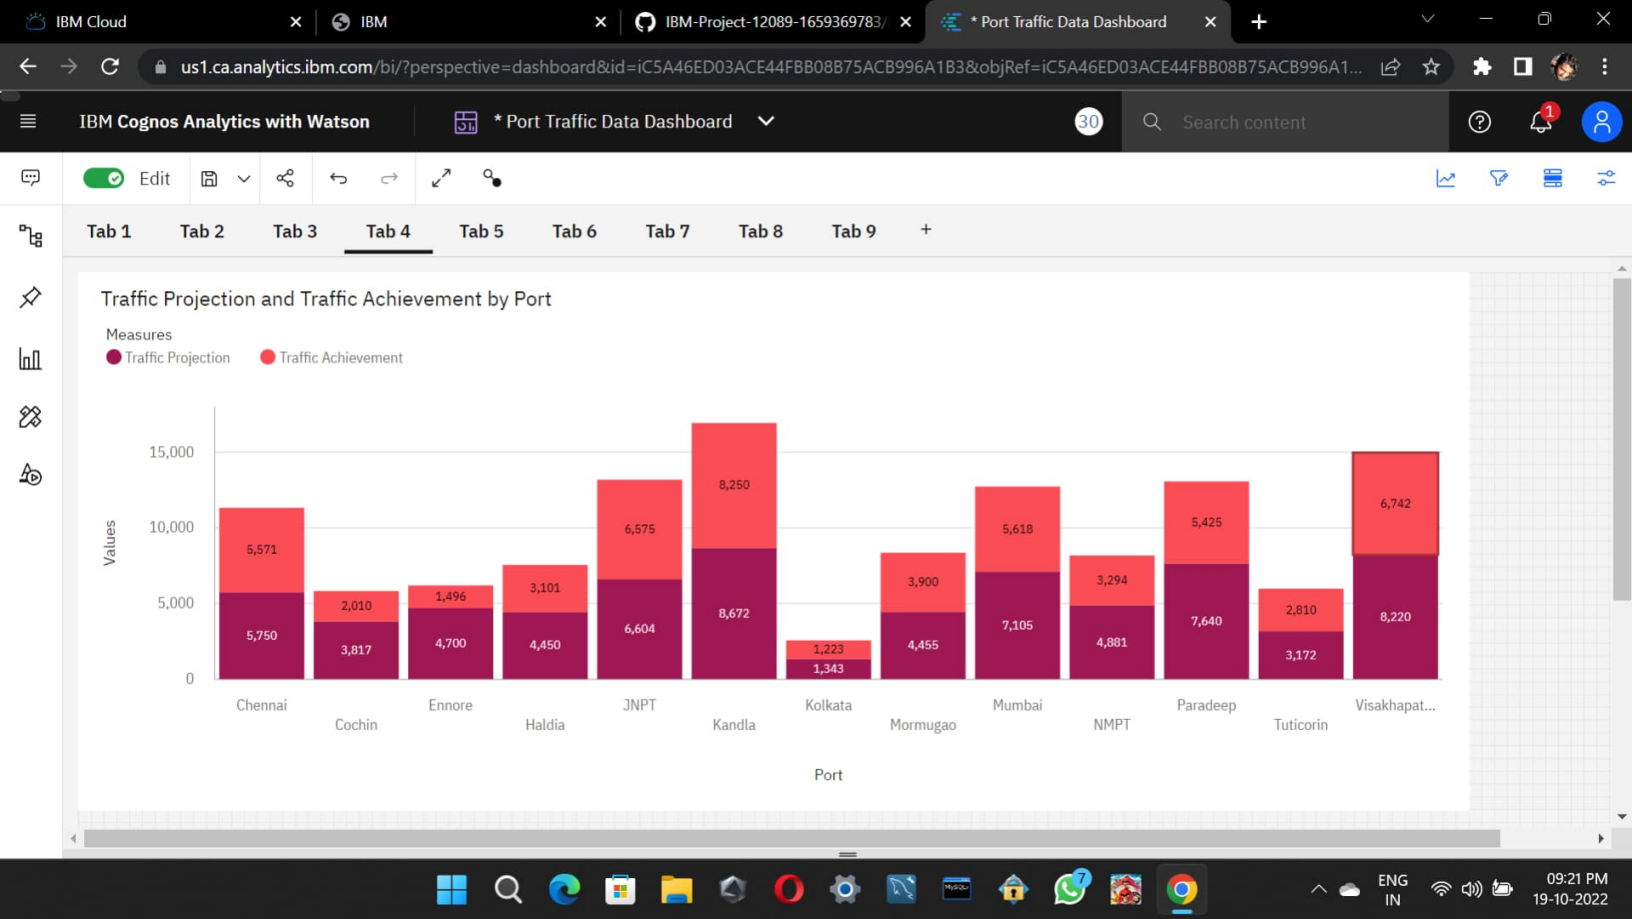 IBM Cloud
IBM
IBM-Project-12089-1659369783/
* Port Traffic Data Dashboard
us1.ca.analytics.ibm.com/bi/?perspective=dashboard&id=iC5A46ED03ACE44FBB08B75ACB996A1B3&objRef=iC5A46ED03ACE44FBB08B75ACB996A1...
IBM Cognos Analytics with Watson
* Port Traffic Data Dashboard
30
Search content
1
Edit
Tab 1 Tab 2 Tab 3 Tab 4 Tab 5 Tab 6 Tab 7 Tab 8 Tab 9 +
Traffic Projection and Traffic Achievement by Port
Measures
Traffic Projection Traffic Achievement
Values
15,000
10,000
5,000
0
5,571
5,750
2,010
3,817
1,496
4,700
3,101
4,450
6,575
6,604
8,250
8,672
1,223
1,343
3,900
4,455
5,618
7,105
3,294
4,881
5,425
7,640
2,810
3,172
6,742
8,220
Chennai
Cochin
Ennore
Haldia
JNPT
Kandla
Kolkata
Mormugao
Mumbai
NMPT
Paradeep
Tuticorin
Visakhapat...
Port
MySQL
7
ENG
IN
09:21 PM
19-10-2022